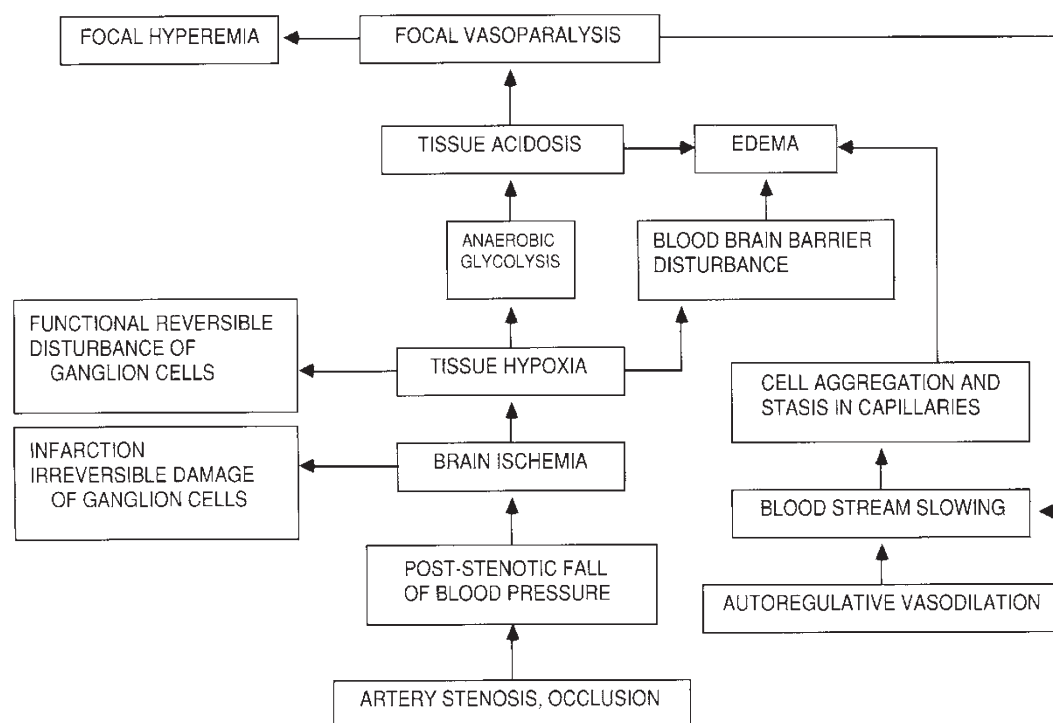 FOCAL HYPEREMIA
FOCAL VASOPARALYSIS
TISSUE ACIDOSIS
EDEMA
ANAEROBIC
GLYCOLYSIS
BLOOD BRAIN BARRIER
DISTURBANCE
FUNCTIONAL REVERSIBLE
DISTURBANCE OF
GANGLION CELLS
TISSUE HYPOXIA
CELL AGGREGATION AND
STASIS IN CAPILLARIES
INFARCTION
IRREVERSIBLE DAMAGE
OF GANGLION CELLS
BRAIN ISCHEMIA
BLOOD STREAM SLOWING
POST-STENOTIC FALL
OF BLOOD PRESSURE
AUTOREGULATIVE VASODILATION
ARTERY STENOSIS, OCCLUSION